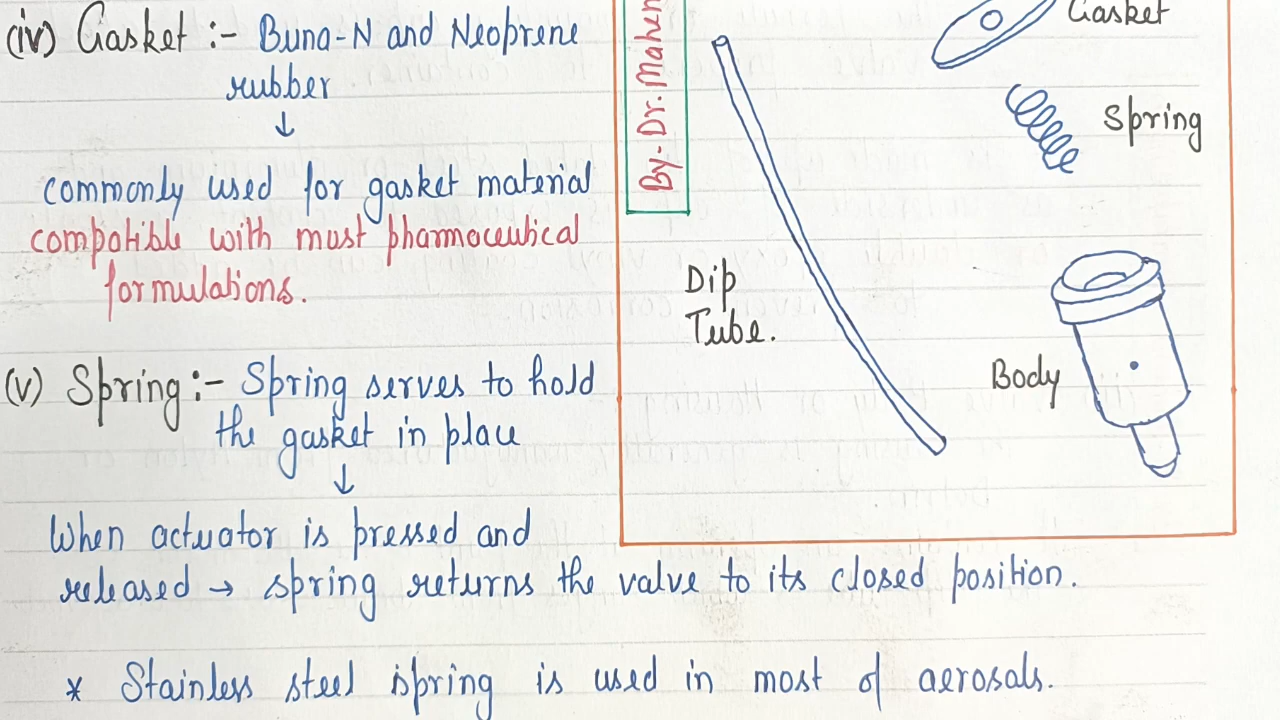 (iv) Gasket :- Buna-N and Neoprene
rubber
↓
commonly used for gasket material
compatible with most pharmaceutical
formulations.
(v) Spring :- Spring serves to hold
the gasket in place
↓
When actuator is pressed and
released → spring returns the valve to its closed position.
* Stainless steel spring is used in most of aerosals.
By- Dr. Mahen
Gasket
Spring
Dip
Tube.
Body